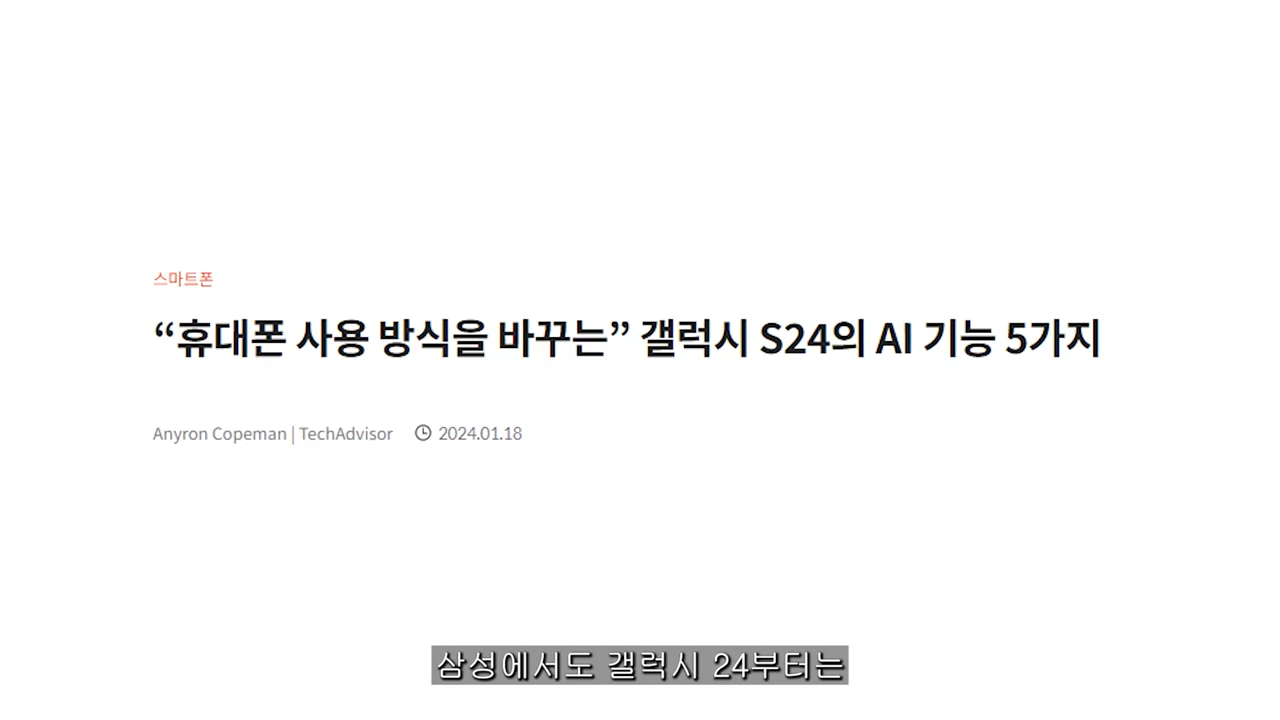 스마트폰
“휴대폰 사용 방식을 바꾸는” 갤럭시 S24의 AI 기능 5가지
Anyron Copeman | TechAdvisor 2024.01.18
삼성에서도 갤럭시 24부터는